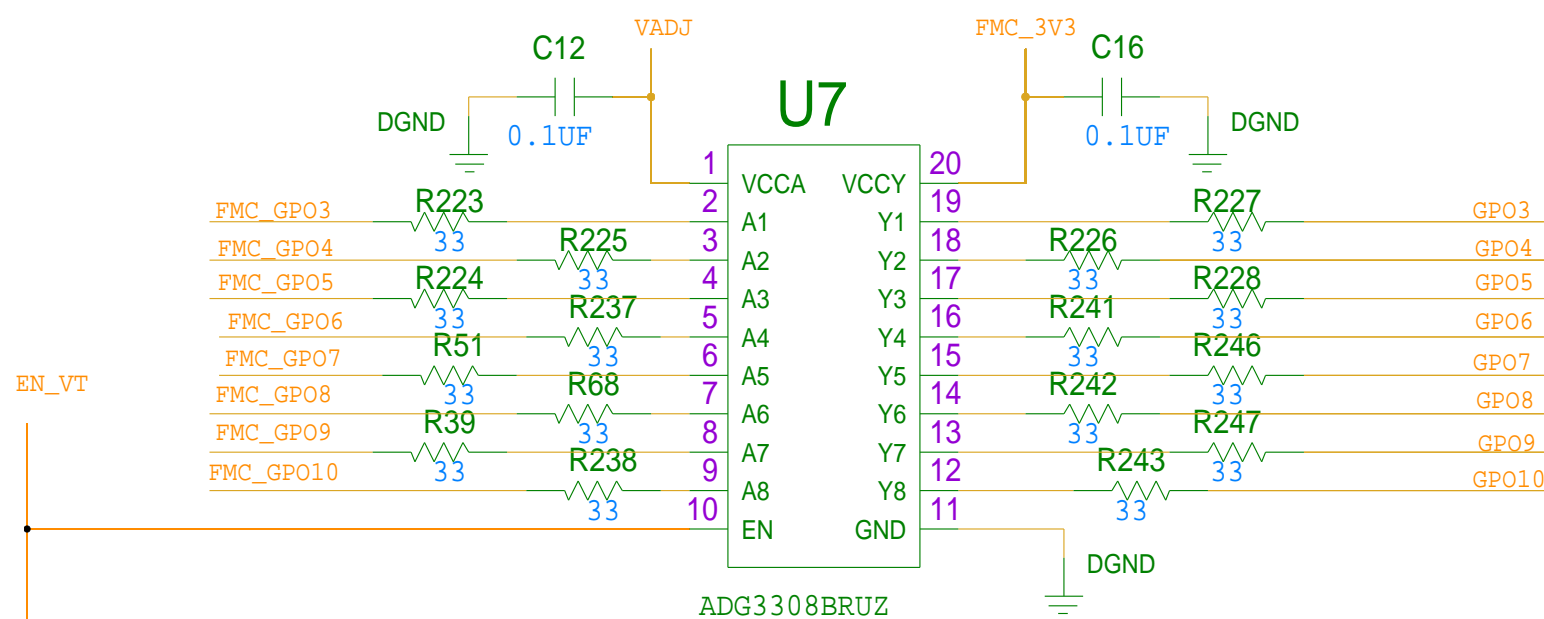 VADJ FMC_3V3
C12 C16
U7
DGND 0.1UF 0.1UF DGND
1 20
VCCA VCCY
FMC_GPO3 R223 33 2 A1 Y1 19 R227 33 GPO3
FMC_GPO4 R225 33 3 A2 Y2 18 R226 33 GPO4
FMC_GPO5 R224 33 4 A3 Y3 17 R228 33 GPO5
FMC_GPO6 R237 33 5 A4 Y4 16 R241 33 GPO6
FMC_GPO7 R51 33 6 A5 Y5 15 R246 33 GPO7
EN_VT
FMC_GPO8 R68 33 7 A6 Y6 14 R242 33 GPO8
FMC_GPO9 R39 33 8 A7 Y7 13 R247 33 GPO9
FMC_GPO10 R238 33 9 A8 Y8 12 R243 33 GPO10
10 EN GND 11
DGND
ADG3308BRUZ